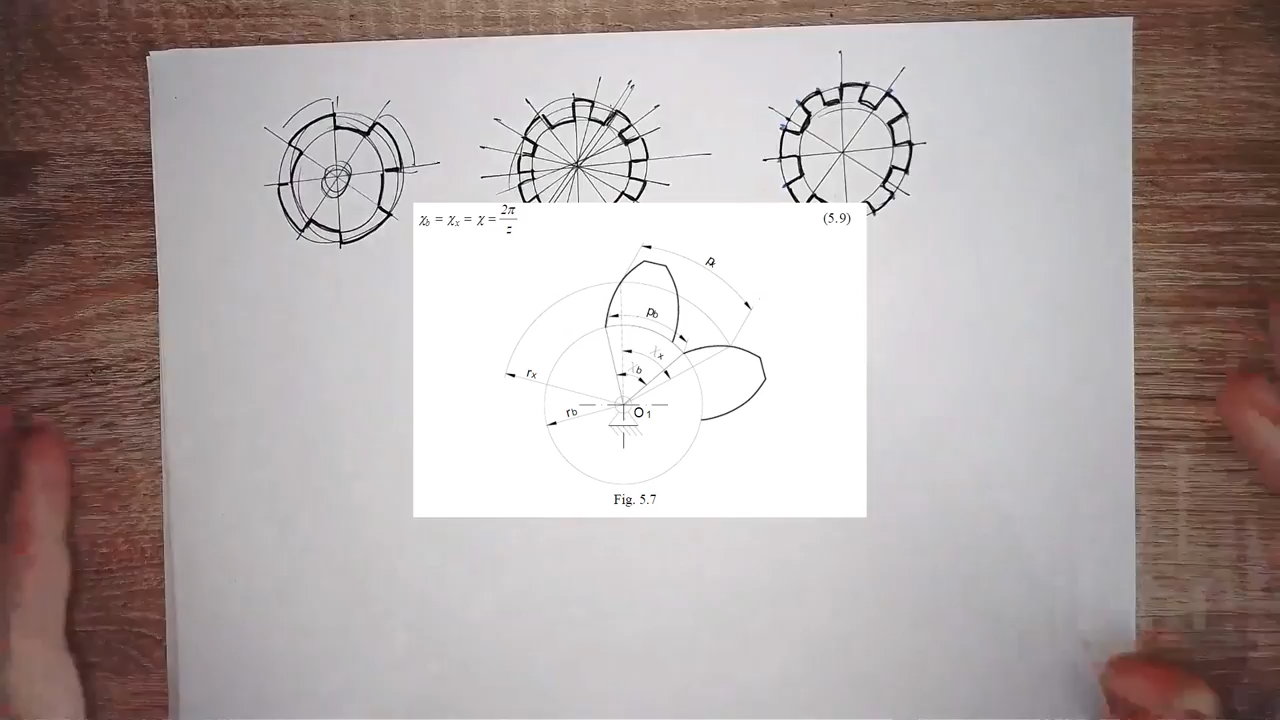 χb = χx = χ = 2π/z (5.9)
pₓ
pb
χx
χb
rx
rb
O1
Fig. 5.7